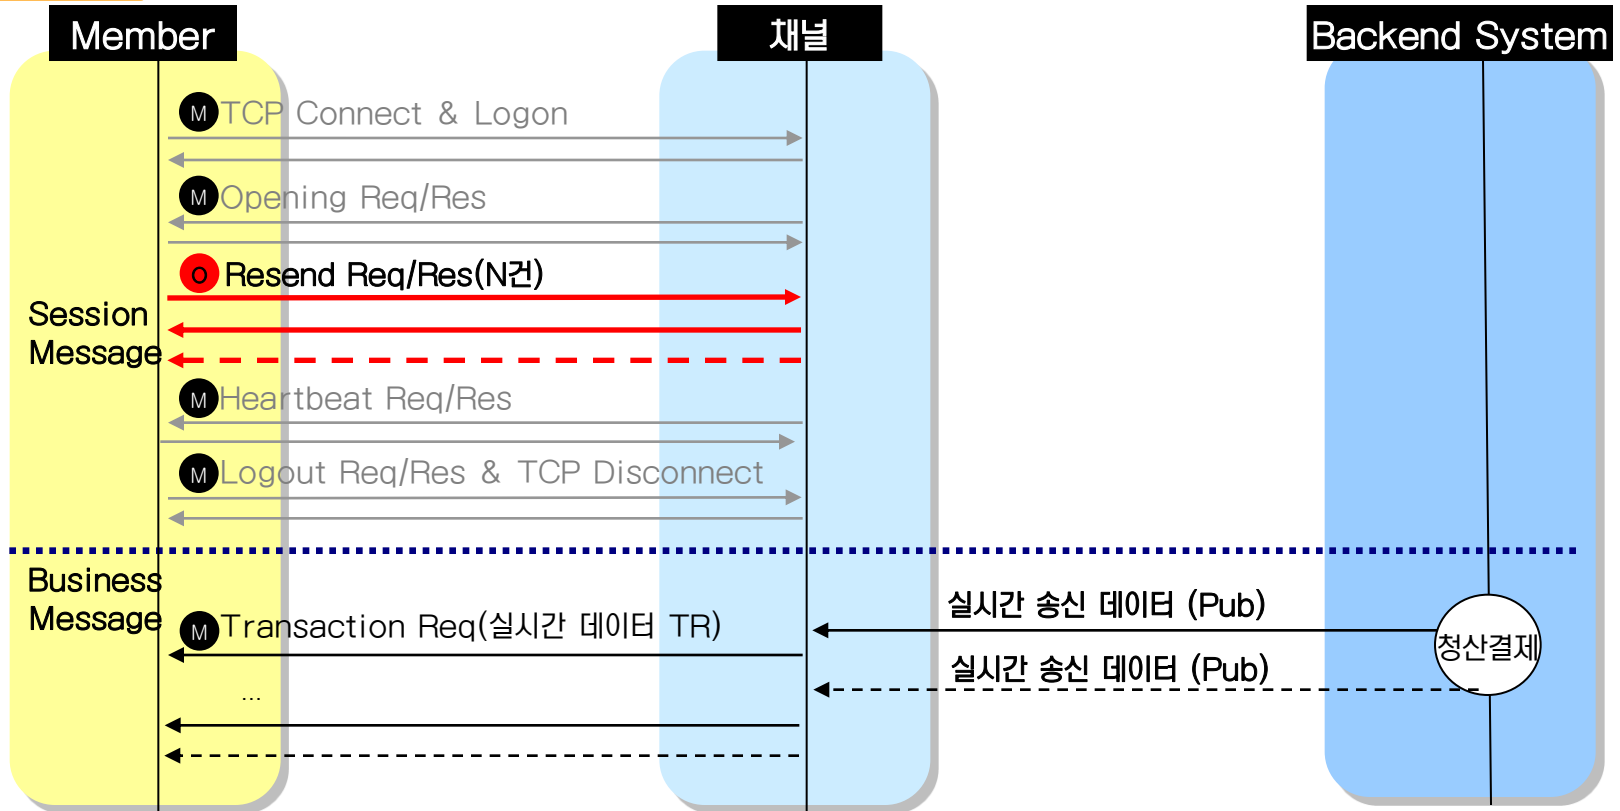 Member
채널
Backend System
M TCP Connect & Logon
M Opening Req/Res
O Resend Req/Res(N건)
Session
Message
M Heartbeat Req/Res
M Logout Req/Res & TCP Disconnect
Business
Message
M Transaction Req(실시간 데이터 TR)
...
실시간 송신 데이터 (Pub)
실시간 송신 데이터 (Pub)
청산결제